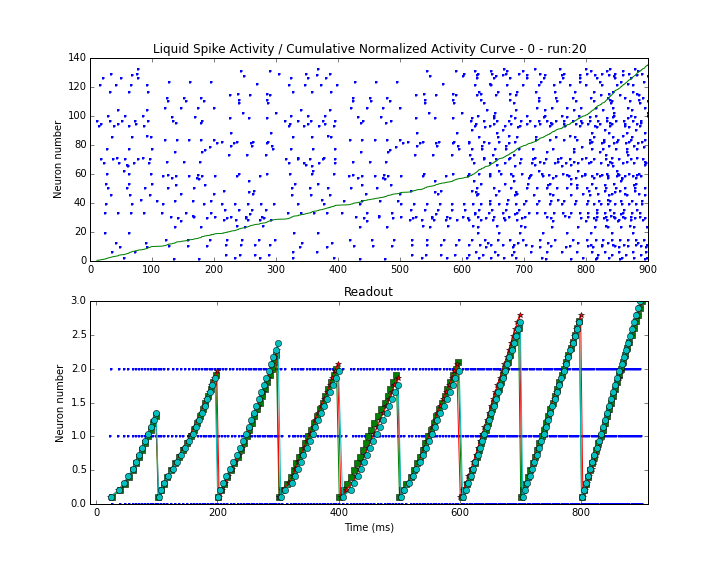 Liquid Spike Activity / Cumulative Normalized Activity Curve - 0 - run:20
Neuron number
140
120
100
80
60
40
20
0
0 100 200 300 400 500 600 700 800 900
Readout
Neuron number
3.0
2.5
2.0
1.5
1.0
0.5
0.0
0 200 400 600 800
Time (ms)